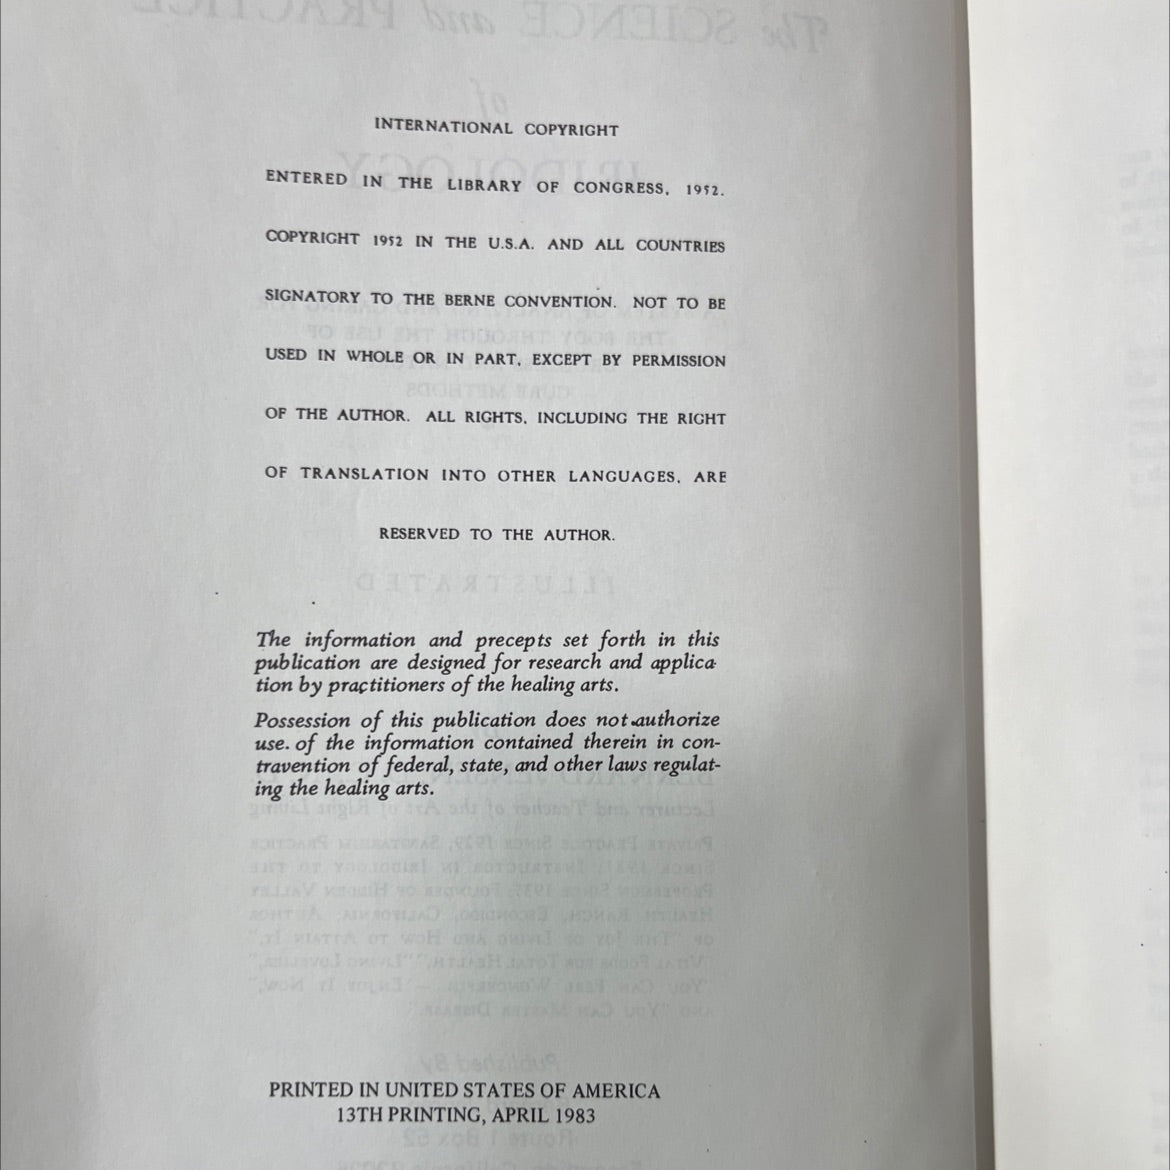 INTERNATIONAL COPYRIGHT
ENTERED IN THE LIBRARY OF CONGRESS, 1952.
COPYRIGHT 1952 IN THE U.S.A. AND ALL COUNTRIES
SIGNATORY TO THE BERNE CONVENTION. NOT TO BE
USED IN WHOLE OR IN PART, EXCEPT BY PERMISSION
OF THE AUTHOR. ALL RIGHTS, INCLUDING THE RIGHT
OF TRANSLATION INTO OTHER LANGUAGES, ARE
RESERVED TO THE AUTHOR.
The information and precepts set forth in this
publication are designed for research and applica
tion by practitioners of the healing arts.
Possession of this publication does not authorize
use. of the information contained therein in con-
travention of federal, state, and other laws regulat-
ing the healing arts.
PRINTED IN UNITED STATES OF AMERICA
13TH PRINTING, APRIL 1983